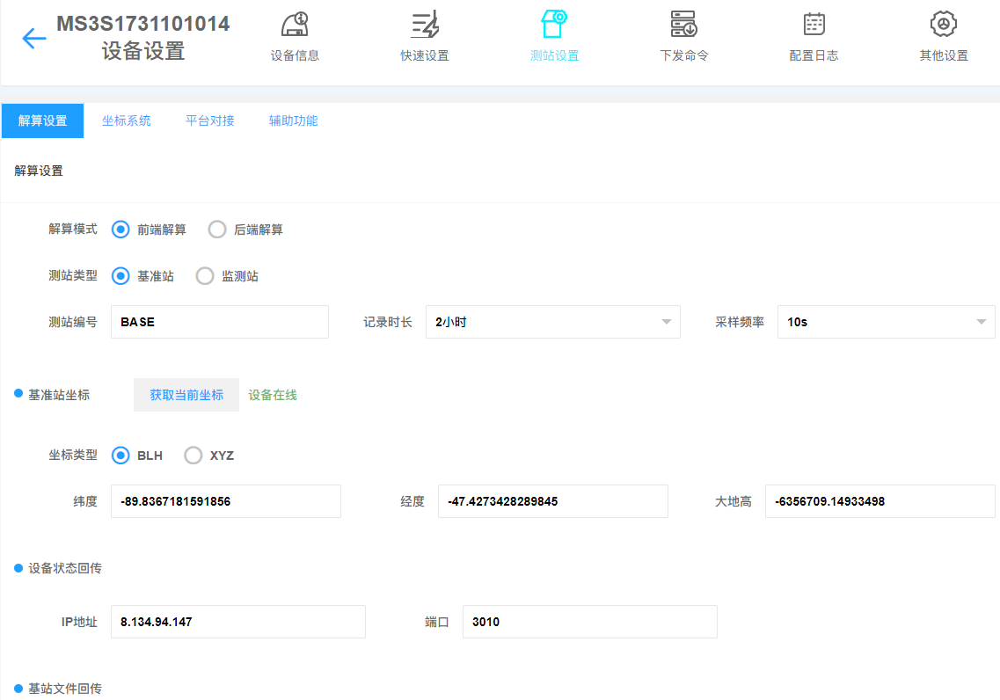 MS3S1731101014
设备设置
设备信息
快速设置
测站设置
下发命令
配置日志
其他设置
解算设置 坐标系统 平台对接 辅助功能
解算设置
解算模式 前端解算 后端解算
测站类型 基准站 监测站
测站编号 BASE 记录时长 2小时 采样频率 10s
基准站坐标 获取当前坐标 设备在线
坐标类型 BLH XYZ
纬度 -89.8367181591856 经度 -47.4273428289845 大地高 -6356709.14933498
设备状态回传
IP地址 8.134.94.147 端口 3010
基站文件回传